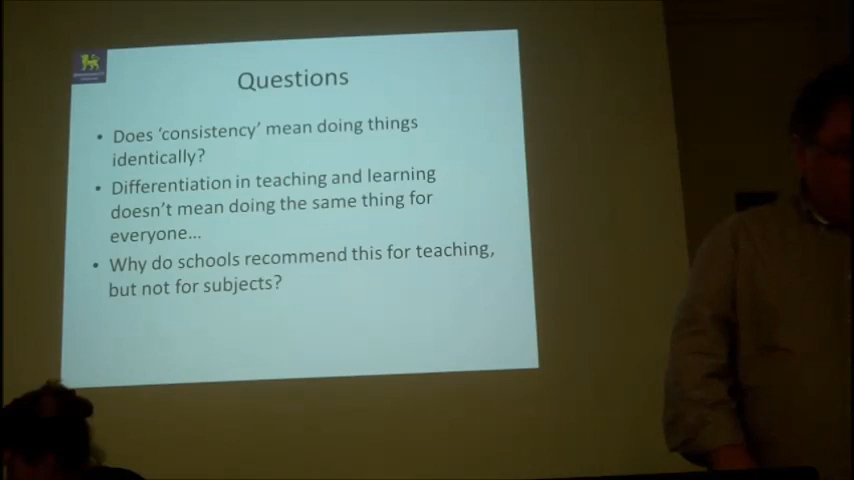 Questions
• Does ‘consistency’ mean doing things
identically?
• Differentiation in teaching and learning
doesn’t mean doing the same thing for
everyone...
• Why do schools recommend this for teaching,
but not for subjects?